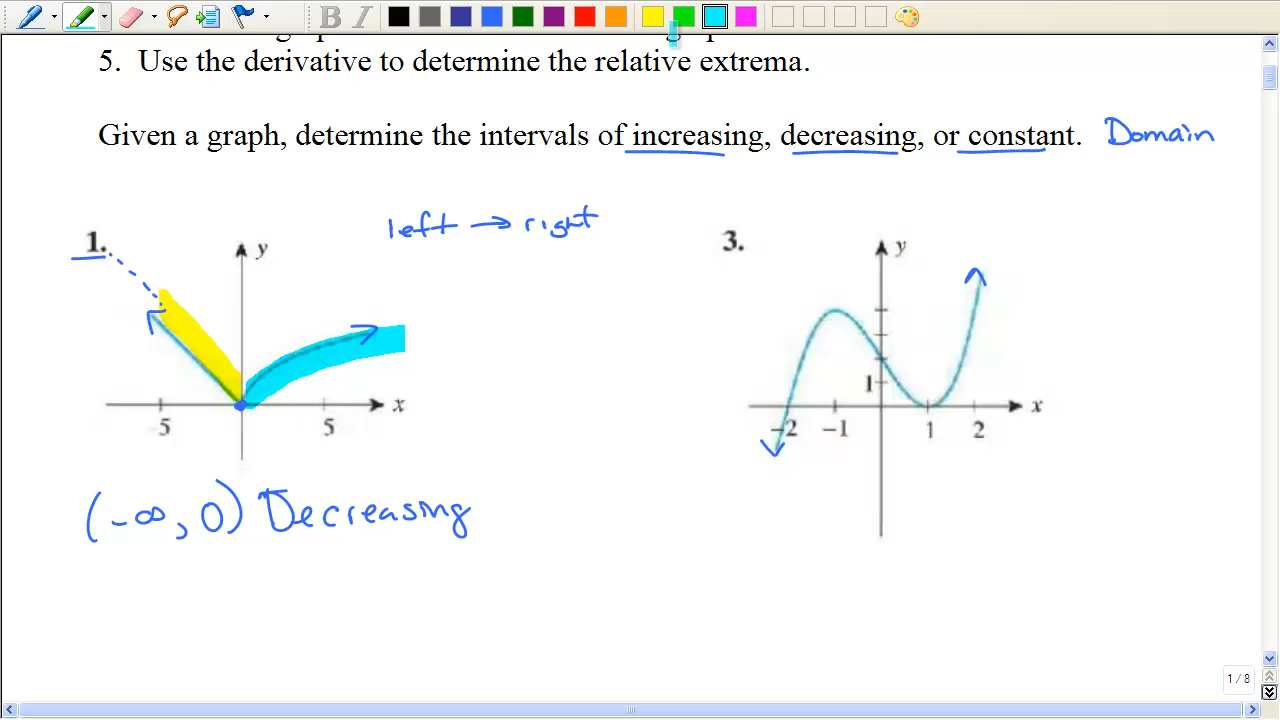 B I
5. Use the derivative to determine the relative extrema.
Given a graph, determine the intervals of increasing, decreasing, or constant. Domain
left → right
1.
y
3.
y
-5
5
x
1
x
-2
-1
1
2
(-∞, 0) Decreasing
1 / 8